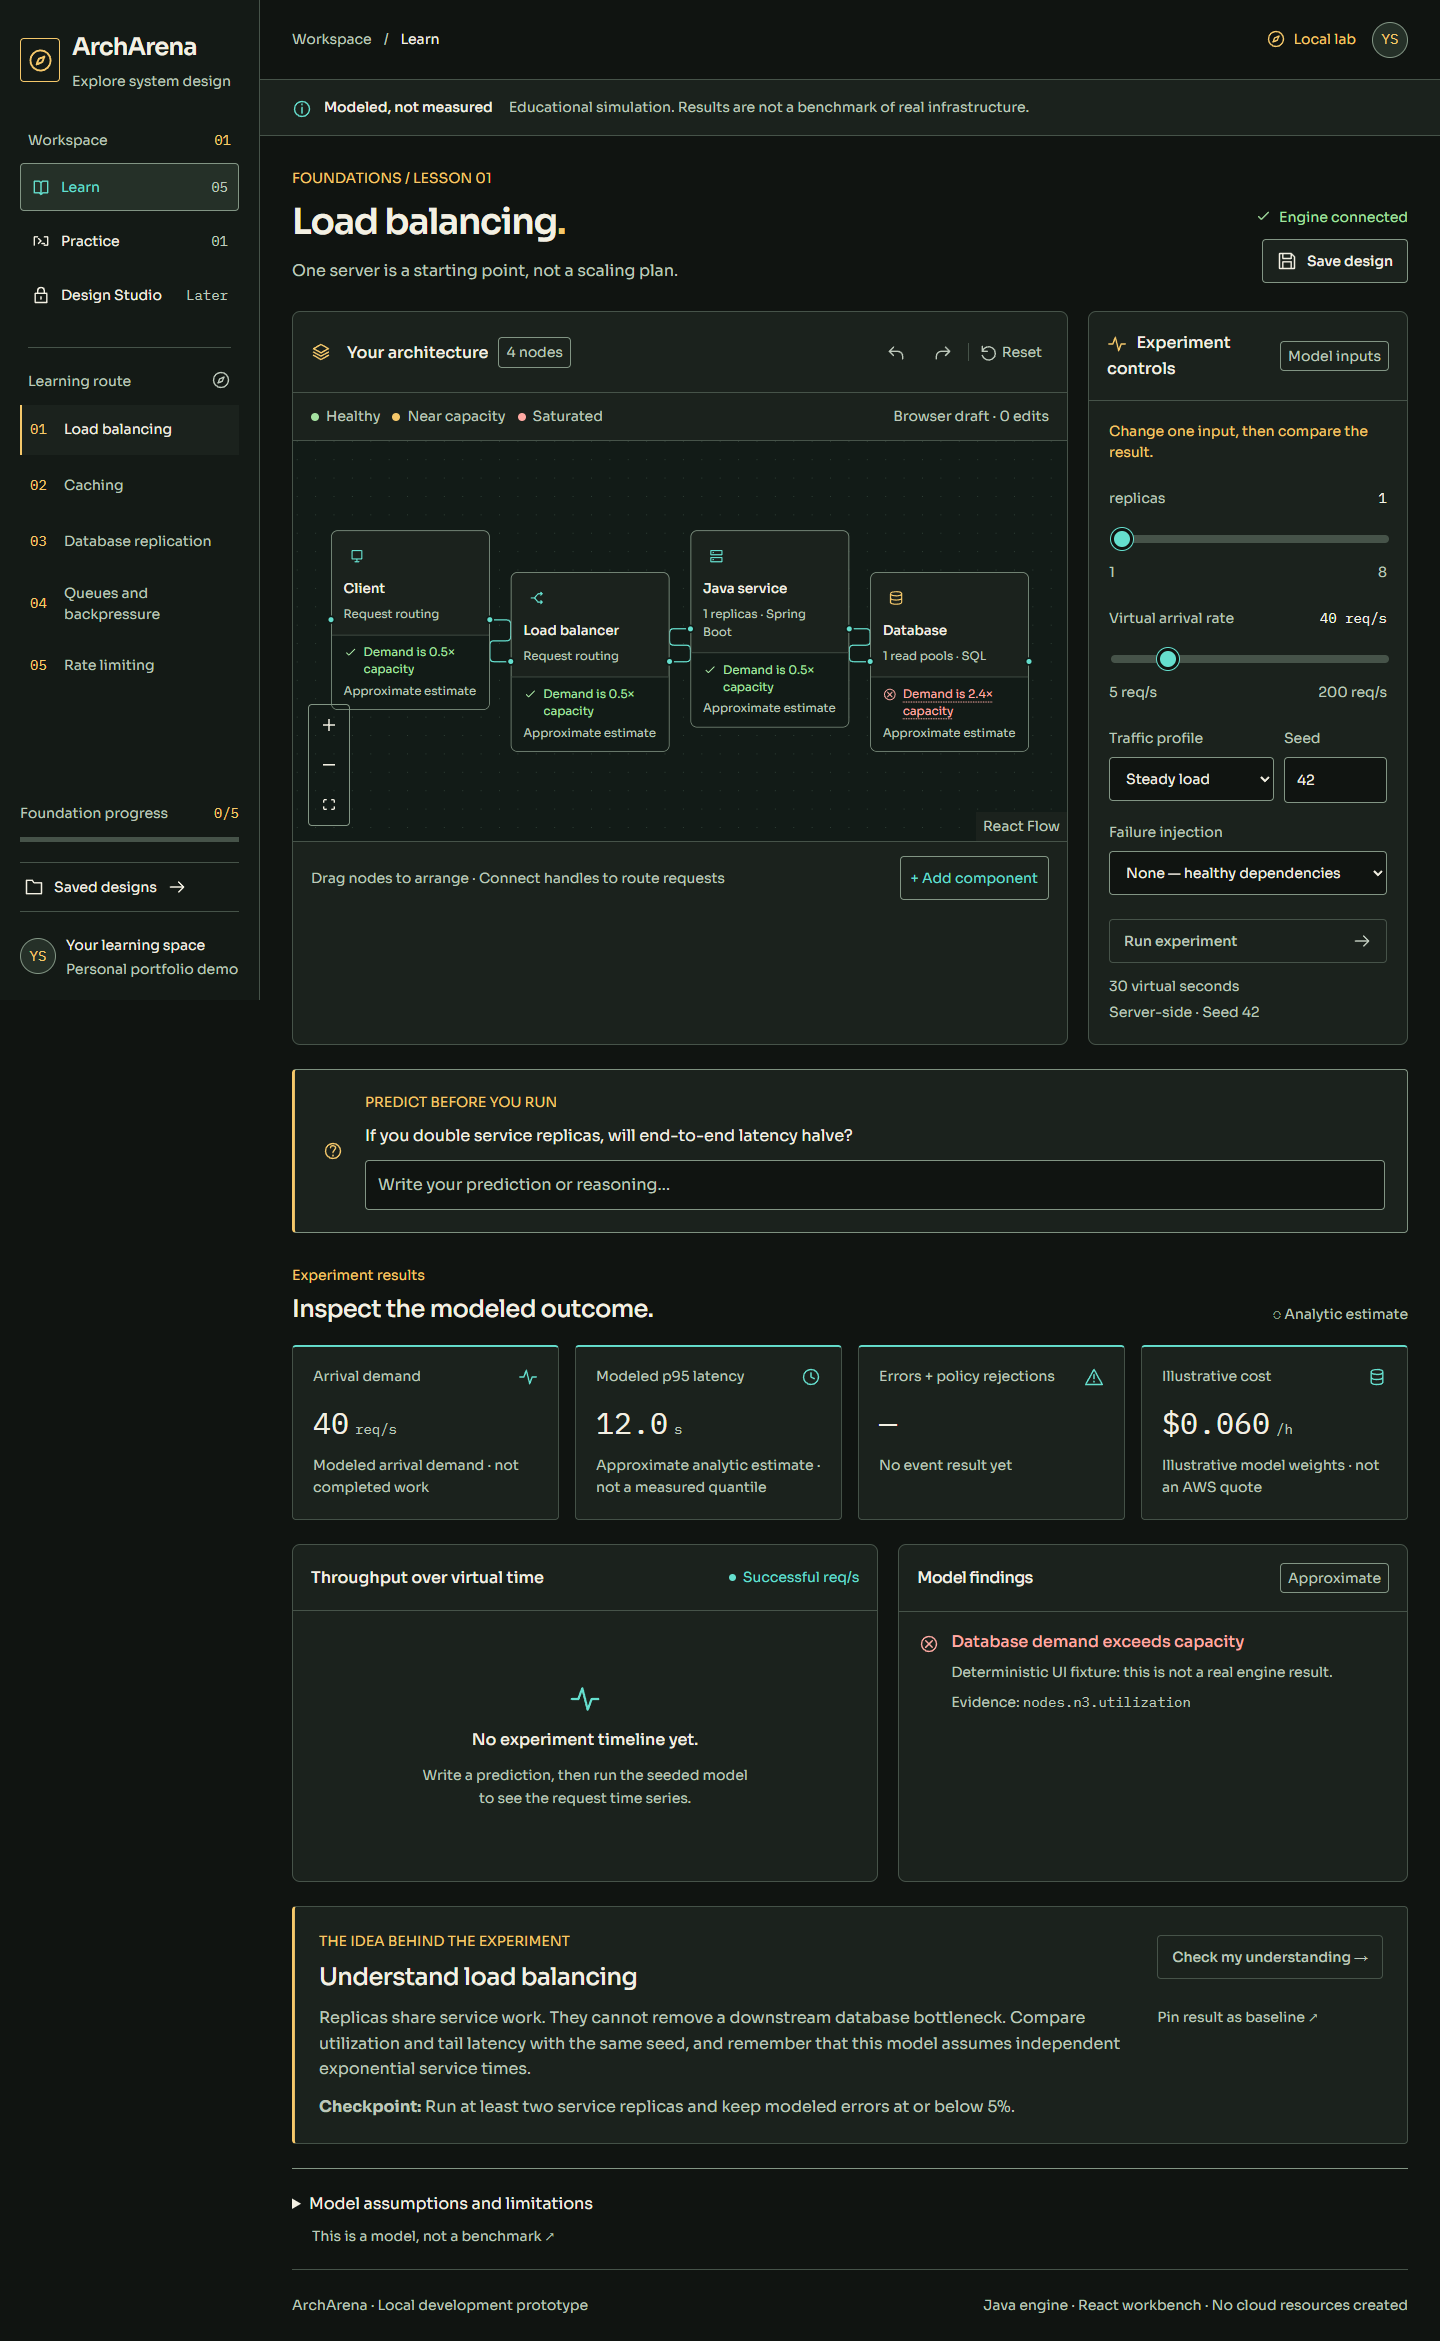 ArchArena
Explore system design
Workspace 01
Learn 05
Practice 01
Design Studio Later
Learning route
01 Load balancing
02 Caching
03 Database replication
04 Queues and
backpressure
05 Rate limiting
Foundation progress 0/5
Saved designs →
YS Your learning space
Personal portfolio demo
Workspace / Learn
Local lab YS
Modeled, not measured Educational simulation. Results are not a benchmark of real infrastructure.
FOUNDATIONS / LESSON 01
Load balancing.
One server is a starting point, not a scaling plan.
Engine connected
Save design
Your architecture 4 nodes
Reset
Healthy Near capacity Saturated
Browser draft · 0 edits
Client
Request routing
Demand is 0.5×
capacity
Approximate estimate
Load balancer
Request routing
Demand is 0.5×
capacity
Approximate estimate
Java service
1 replicas · Spring
Boot
Demand is 0.5×
capacity
Approximate estimate
Database
1 read pools · SQL
Demand is 2.4×
capacity
Approximate estimate
React Flow
Drag nodes to arrange · Connect handles to route requests
+ Add component
Experiment
controls
Model inputs
Change one input, then compare the
result.
replicas 1
1 8
Virtual arrival rate 40 req/s
5 req/s 200 req/s
Traffic profile Seed
Steady load 42
Failure injection
None — healthy dependencies
Run experiment →
30 virtual seconds
Server-side · Seed 42
PREDICT BEFORE YOU RUN
If you double service replicas, will end-to-end latency halve?
Write your prediction or reasoning...
Experiment results
Inspect the modeled outcome.
◌ Analytic estimate
Arrival demand
40 req/s
Modeled arrival demand · not
completed work
Modeled p95 latency
12.0 s
Approximate analytic estimate ·
not a measured quantile
Errors + policy rejections
—
No event result yet
Illustrative cost
$0.060 /h
Illustrative model weights · not
an AWS quote
Throughput over virtual time
Successful req/s
No experiment timeline yet.
Write a prediction, then run the seeded model
to see the request time series.
Model findings Approximate
Database demand exceeds capacity
Deterministic UI fixture: this is not a real engine result.
Evidence: nodes.n3.utilization
THE IDEA BEHIND THE EXPERIMENT
Understand load balancing
Replicas share service work. They cannot remove a downstream database bottleneck. Compare
utilization and tail latency with the same seed, and remember that this model assumes independent
exponential service times.
Checkpoint: Run at least two service replicas and keep modeled errors at or below 5%.
Check my understanding →
Pin result as baseline ↗
▶ Model assumptions and limitations
This is a model, not a benchmark ↗
ArchArena · Local development prototype
Java engine · React workbench · No cloud resources created